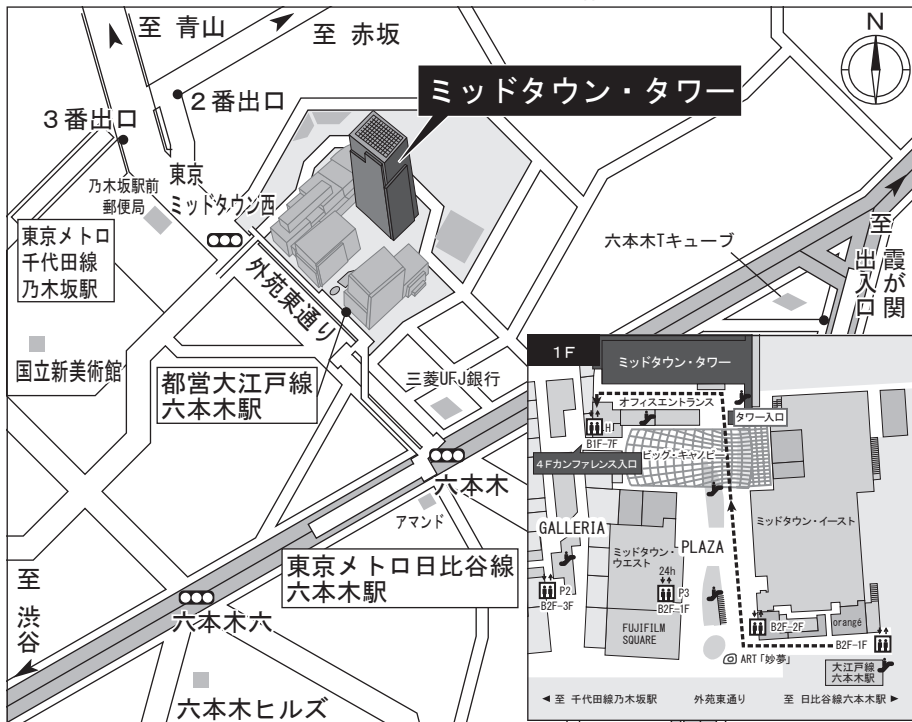 至 青山
至 赤坂
N
2番出口
ミッドタウン・タワー
3番出口
乃木坂駅前
郵便局
東京
ミッドタウン西
東京メトロ
千代田線
乃木坂駅
外苑東通り
六本木Tキューブ
至 霞が関
出入口
国立新美術館
都営大江戸線
六本木駅
三菱UFJ銀行
六本木
アマンド
東京メトロ日比谷線
六本木駅
至 渋谷
六本木六
六本木ヒルズ
1F
ミッドタウン・タワー
オフィスエントランス
タワー入口
B1F-7F
ビッグ・キャノピー
4Fカンファレンス入口
GALLERIA
ミッドタウン・
ウエスト
PLAZA
ミッドタウン・イースト
24h
P2
B2F-3F
P3
B2F-1F
FUJIFILM
SQUARE
B2F-2F
orangé
B2F-1F
ART「妙夢」
大江戸線
六本木駅
◀ 至 千代田線乃木坂駅
外苑東通り
至 日比谷線六本木駅 ▶